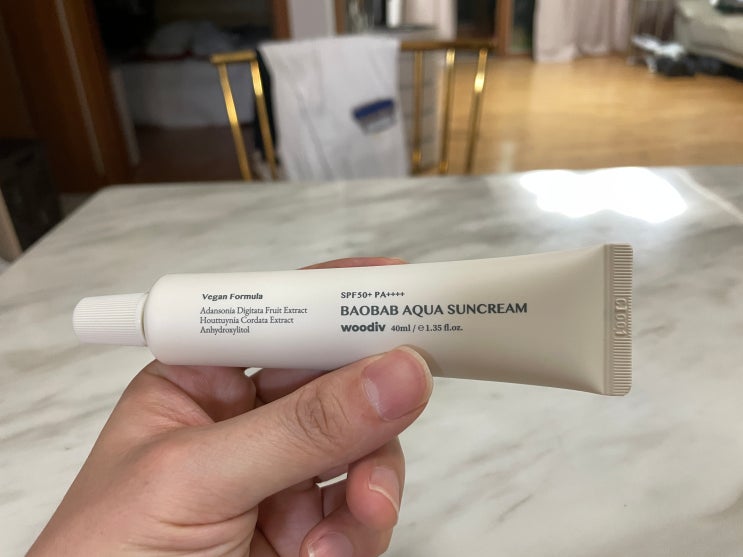 Vegan Formula
Adansonia Digitata Fruit Extract
Houttuynia Cordata Extract
Anhydroxylitol
SPF50+ PA++++
BAOBAB AQUA SUNCREAM
woodiv 40ml / ℮ 1.35 fl.oz.